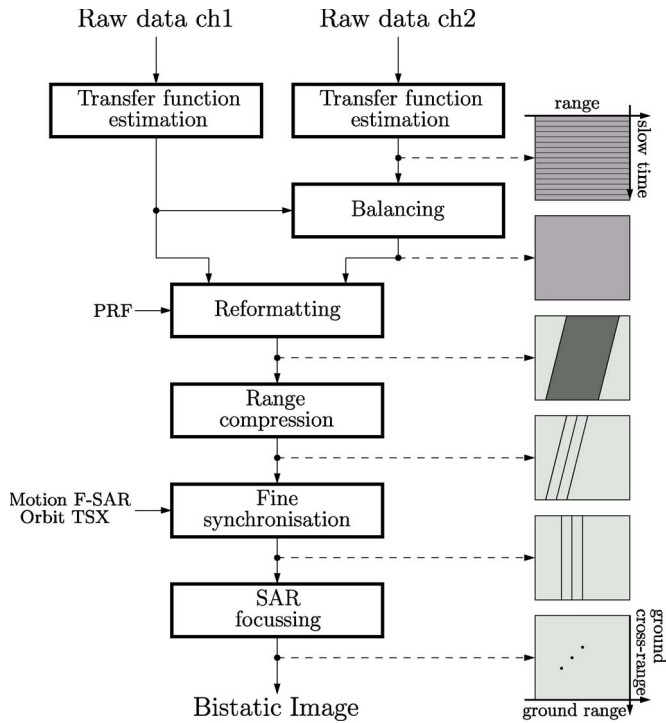 Raw data ch1
Raw data ch2
Transfer function
estimation
Transfer function
estimation
range
slow time
Balancing
PRF
Reformatting
Range
compression
Motion F-SAR
Orbit TSX
Fine
synchronisation
SAR
focussing
ground
cross-range
ground range
Bistatic Image